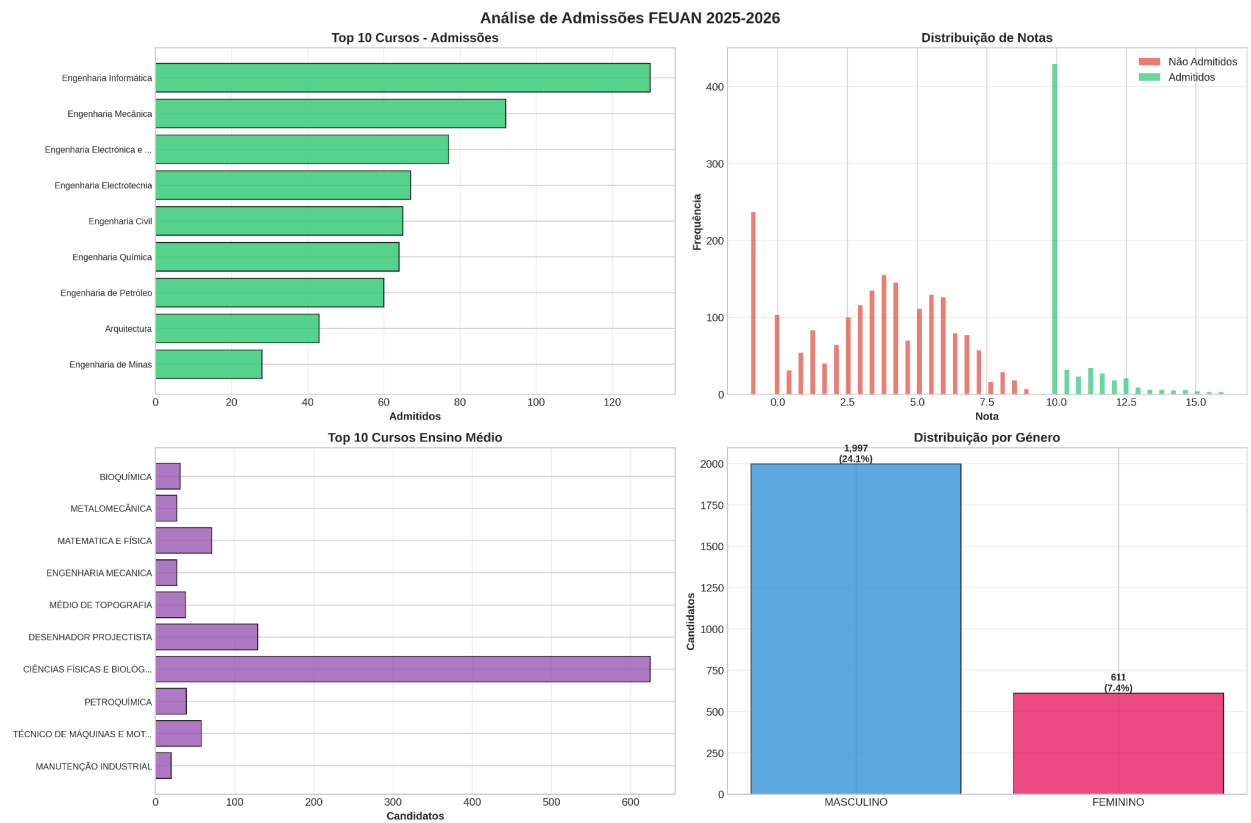 Análise de Admissões FEUAN 2025-2026
Top 10 Cursos - Admissões
Engenharia Informática
Engenharia Mecânica
Engenharia Electrónica e ...
Engenharia Electrotecnia
Engenharia Civil
Engenharia Química
Engenharia de Petróleo
Arquitectura
Engenharia de Minas
0 20 40 60 80 100 120
Admitidos
Distribuição de Notas
Não Admitidos
Admitidos
Frequência
400
300
200
100
0
0.0 2.5 5.0 7.5 10.0 12.5 15.0
Nota
Top 10 Cursos Ensino Médio
BIOQUÍMICA
METALOMECÂNICA
MATEMATICA E FÍSICA
ENGENHARIA MECANICA
MÉDIO DE TOPOGRAFIA
DESENHADOR PROJECTISTA
CIÊNCIAS FÍSICAS E BIOLÓG...
PETROQUÍMICA
TÉCNICO DE MÁQUINAS E MOT...
MANUTENÇÃO INDUSTRIAL
0 100 200 300 400 500 600
Candidatos
Distribuição por Género
1,997
(24.1%)
611
(7.4%)
Candidatos
2000
1750
1500
1250
1000
750
500
250
0
MASCULINO FEMININO